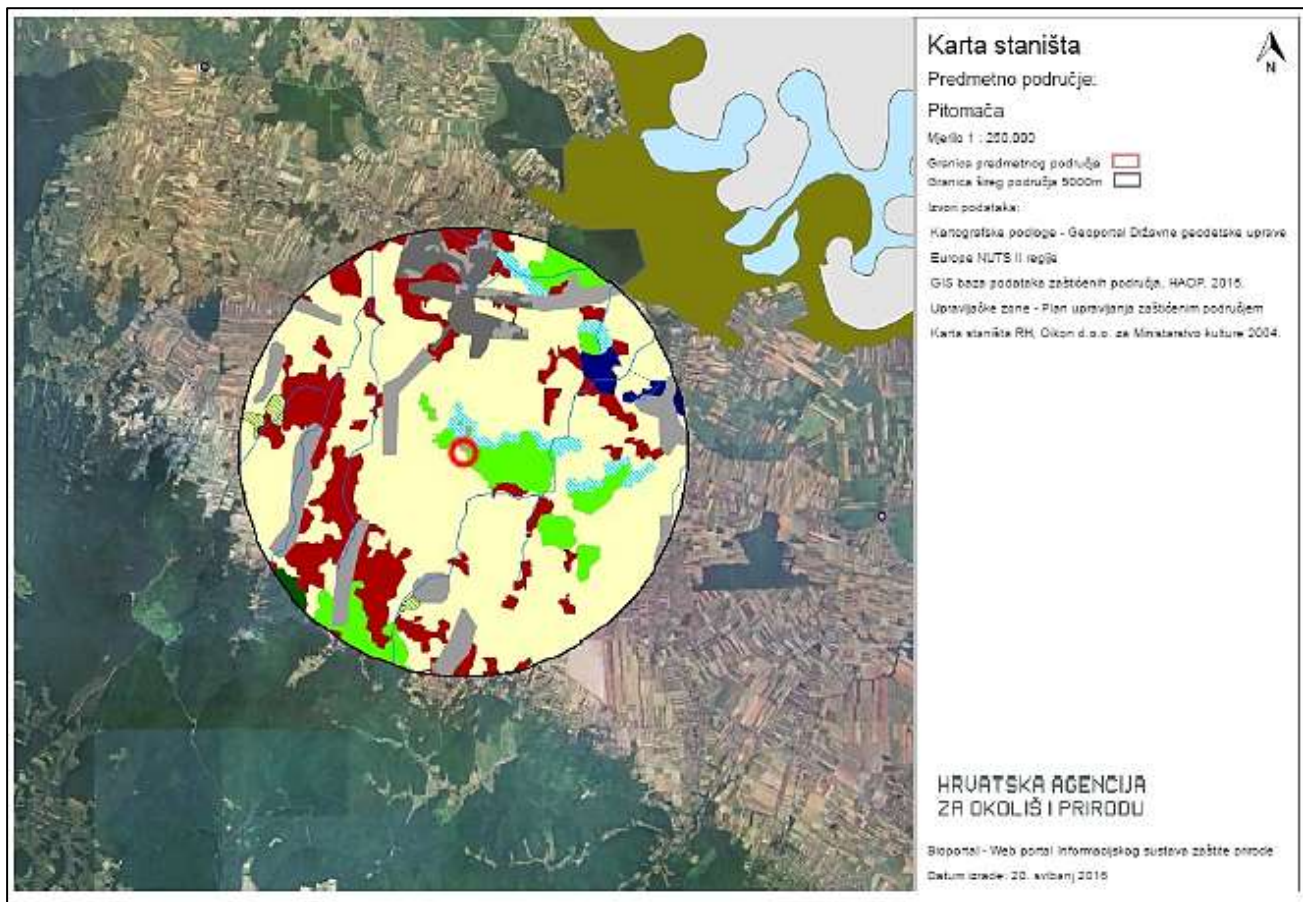 Karta staništa
N
Predmetno područje:
Pitomača
Mjerilo 1 : 250.000
Granica predmetnog područja
Granica šireg područja 5000m
Izvori podataka:
Kartografske podloge - Geoportal Državne geodetske uprave
Europe NUTS II regije
GIS baza podataka zaštićenih područja, HAOP, 2015.
Upravljačke zone - Plan upravljanja zaštićenim područjem
Karta staništa RH, Oikon d.o.o. za Ministarstvo kulture 2004.
HRVATSKA AGENCIJA
ZA OKOLIŠ I PRIRODU
Bioportal - Web portal Informacijskog sustava zaštite prirode
Datum izrade: 20. svibanj 2016